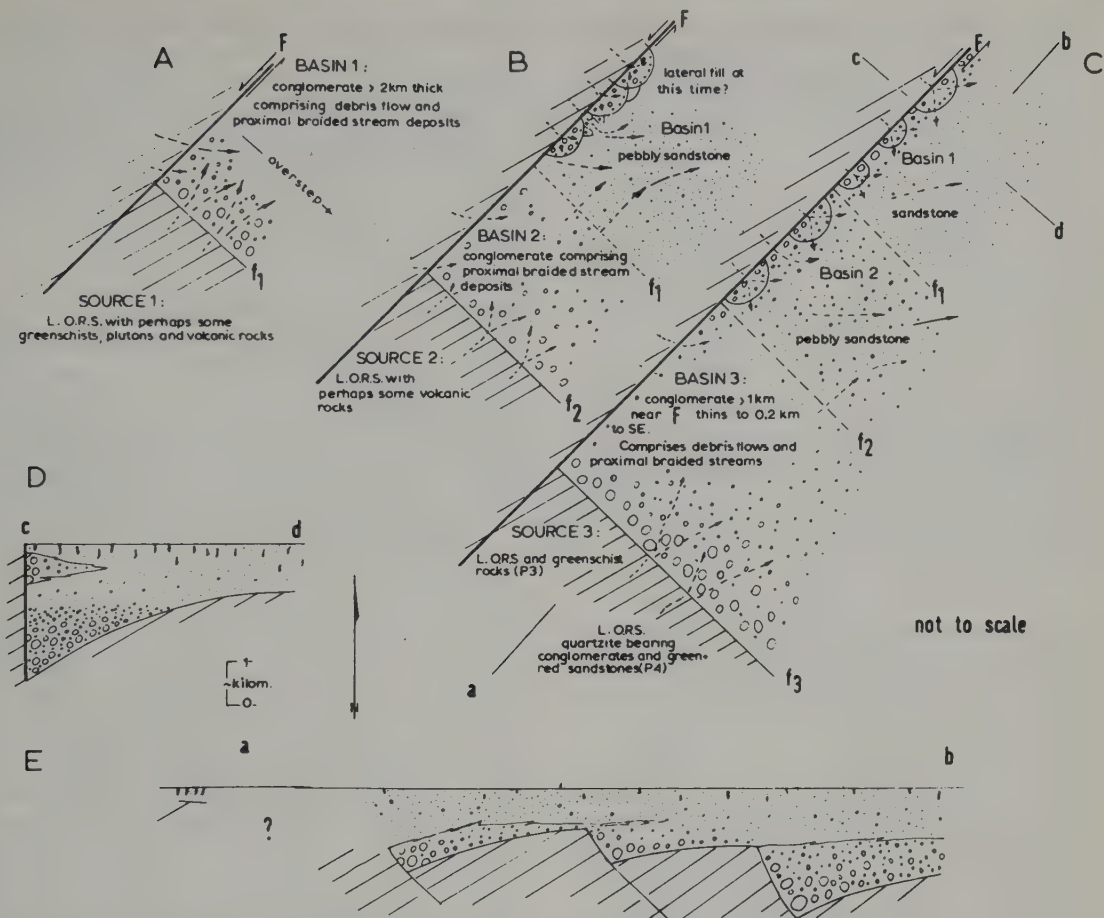 A
F
BASIN 1:
conglomerate > 2km thick
comprising debris flow and
proximal braided stream
deposits
overstep
f1
SOURCE 1:
L.O.R.S. with perhaps some
greenschists, plutons and volcanic rocks
B
F
lateral fill at
this time?
Basin 1
pebbly sandstone
BASIN 2:
conglomerate comprising
proximal braided stream
deposits
f1
SOURCE 2:
L.O.R.S. with
perhaps some volcanic
rocks
f2
C
c
F
b
Basin 1
sandstone
d
Basin 2
f1
pebbly sandstone
BASIN 3:
conglomerate >1km
near F thins to 0.2 km
to SE.
f2
Comprises debris flows and
proximal braided streams
SOURCE 3:
L.O.R.S and greenschist
rocks (P3)
L.O.R.S.
quartzite bearing
conglomerates and green-
red sandstones(P4)
a
f3
not to scale
D
c
d
1-
~kilom.
0-
N
E
a
b
?